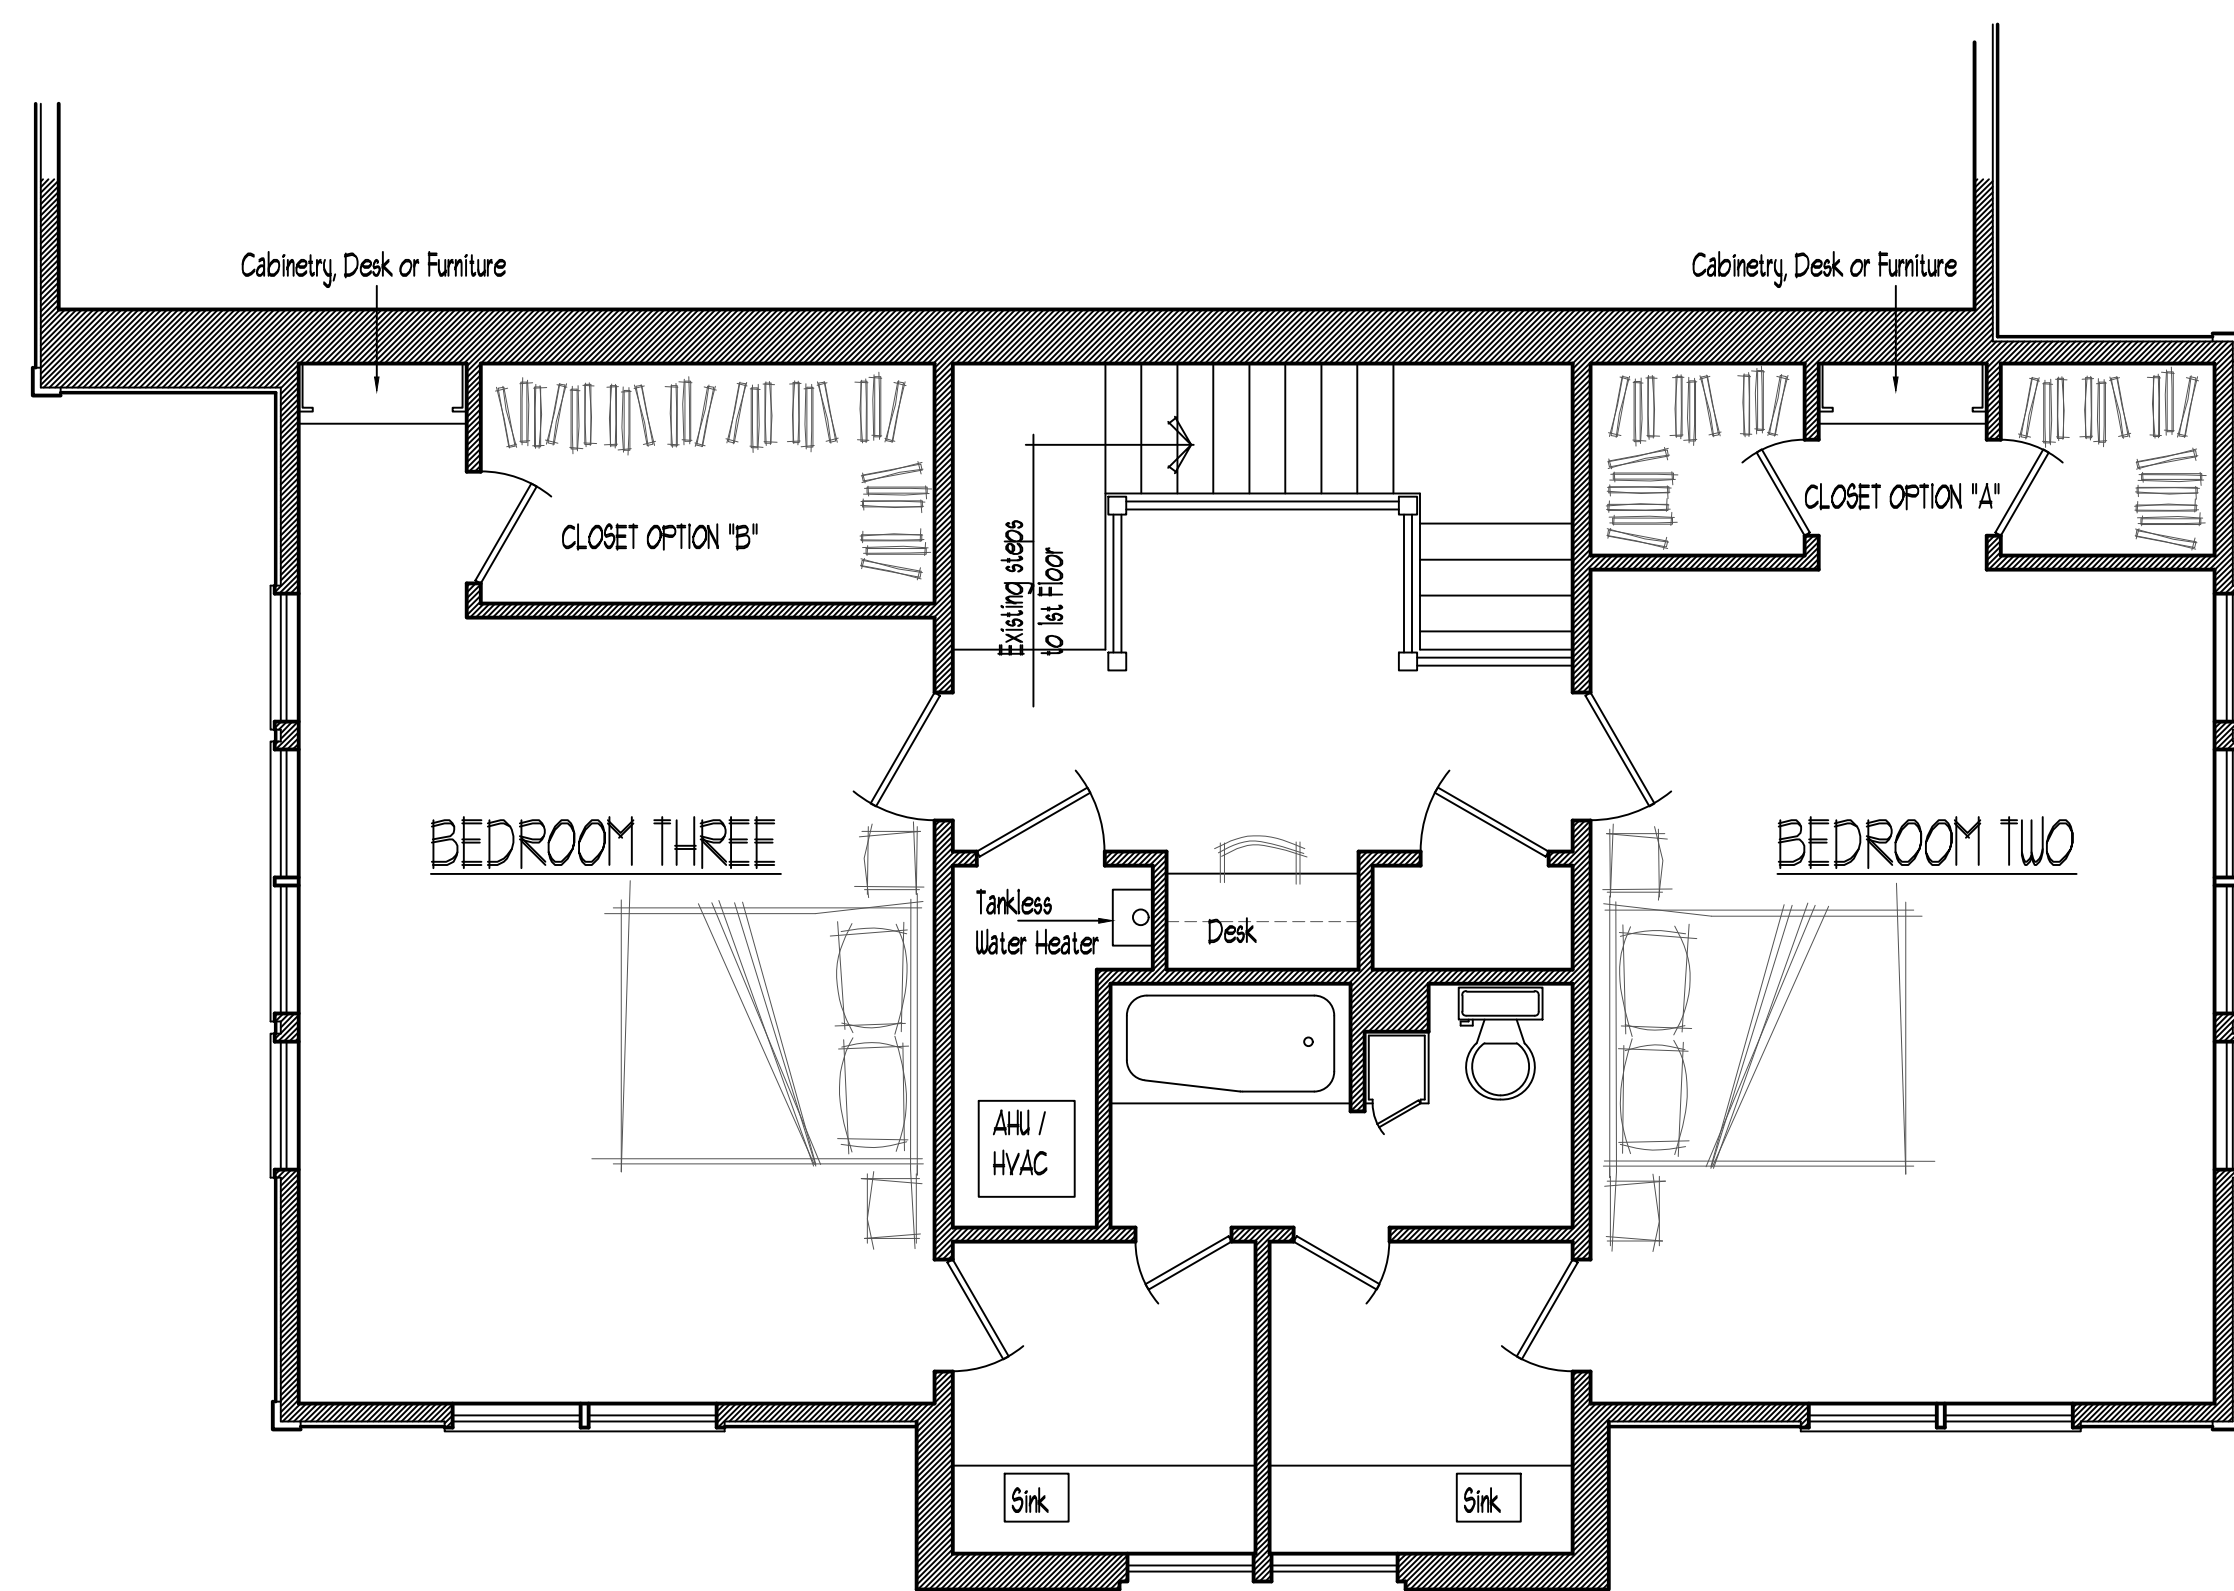 Cabinetry, Desk or Furniture
Cabinetry, Desk or Furniture
CLOSET OPTION "B"
CLOSET OPTION "A"
Existing steps
to 1st Floor
BEDROOM THREE
BEDROOM TWO
Tankless
Water Heater
Desk
AHU /
HVAC
Sink
Sink